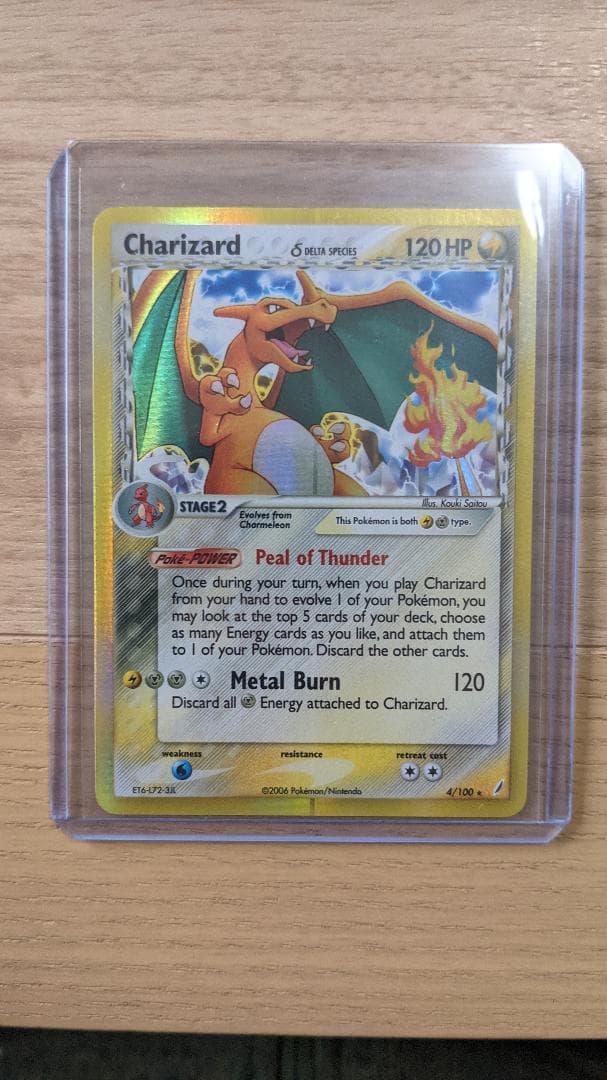 Charizard δ DELTA SPECIES 120 HP
Illus. Kouki Saitou
STAGE2 Evolves from
Charmeleon
This Pokémon is both type.
Poké-POWER Peal of Thunder
Once during your turn, when you play Charizard
from your hand to evolve 1 of your Pokémon, you
may look at the top 5 cards of your deck, choose
as many Energy cards as you like, and attach them
to 1 of your Pokémon. Discard the other cards.
Metal Burn 120
Discard all Energy attached to Charizard.
weakness resistance retreat cost
ET6-L72-3JL ©2006 Pokémon/Nintendo 4/100 ★